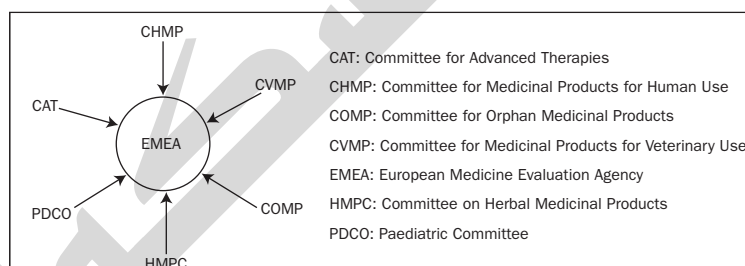 CHMP
CVMP
CAT
EMEA
PDCO
COMP
HMPC
CAT: Committee for Advanced Therapies
CHMP: Committee for Medicinal Products for Human Use
COMP: Committee for Orphan Medicinal Products
CVMP: Committee for Medicinal Products for Veterinary Use
EMEA: European Medicine Evaluation Agency
HMPC: Committee on Herbal Medicinal Products
PDCO: Paediatric Committee